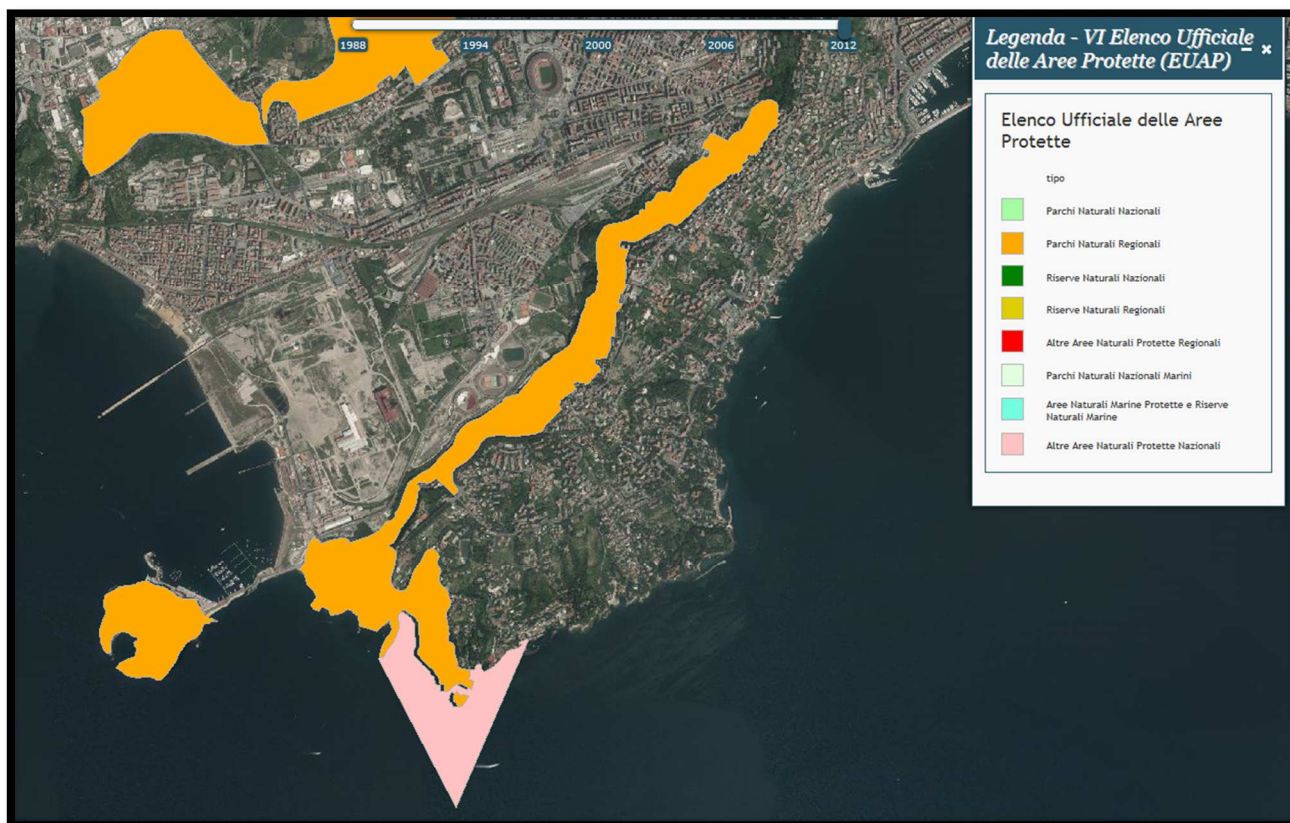 1988 1994 2000 2006 2012
Legenda - VI Elenco Ufficiale
delle Aree Protette (EUAP)
Elenco Ufficiale delle Aree
Protette
tipo
Parchi Naturali Nazionali
Parchi Naturali Regionali
Riserve Naturali Nazionali
Riserve Naturali Regionali
Altre Aree Naturali Protette Regionali
Parchi Naturali Nazionali Marini
Aree Naturali Marine Protette e Riserve
Naturali Marine
Altre Aree Naturali Protette Nazionali